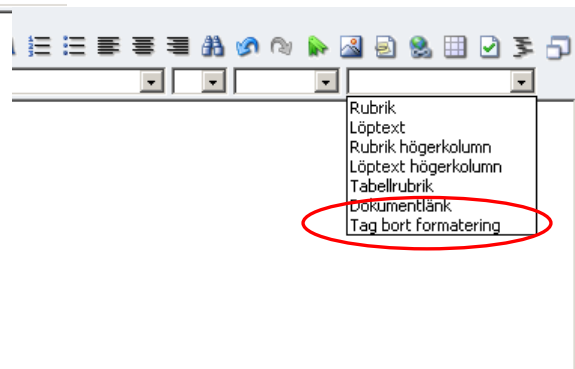 Rubrik
Löptext
Rubrik högerkolumn
Löptext högerkolumn
Tabellrubrik
Dokumentlänk
Tag bort formatering